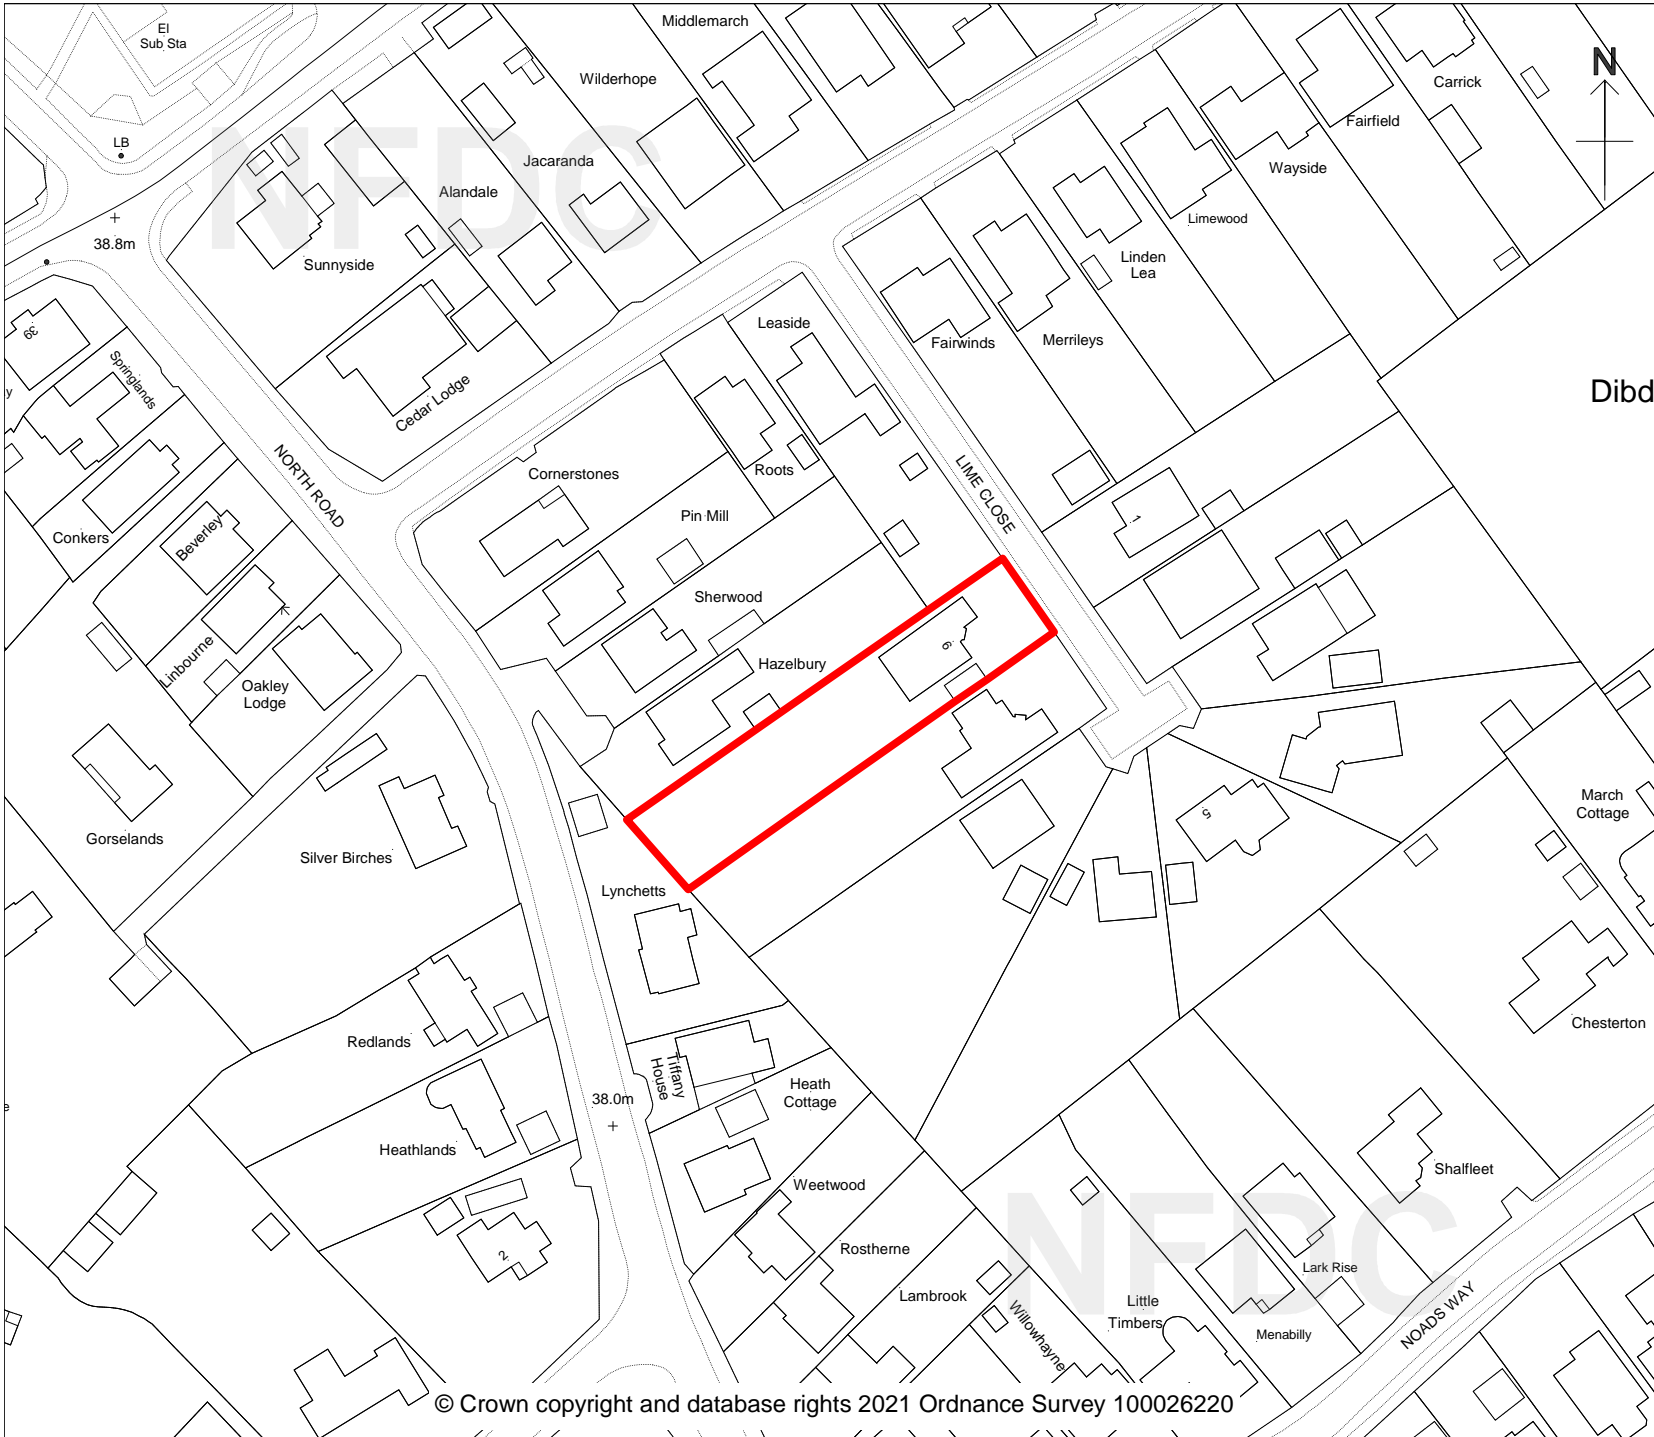 El
Sub Sta
Middlemarch
Wilderhope
N
Carrick
Fairfield
LB
NFDC
Jacaranda
Alandale
Wayside
Limewood
38.8m
Sunnyside
Linden
Lea
39
Springlands
Leaside
Fairwinds
Merrileys
y
Cedar Lodge
Dibd
NORTH ROAD
Cornerstones
Roots
LIME CLOSE
Pin Mill
1
Conkers
Beverley
Sherwood
Linbourne
Hazelbury
6
Oakley
Lodge
Gorselands
Silver Birches
5
March
Cottage
Lynchetts
Chesterton
Redlands
Tiffany
House
Heath
Cottage
38.0m
e
Heathlands
Shalfleet
Weetwood
NFDC
2
Rostherne
Lark Rise
Lambrook
Little
Timbers
Willowhayne
Menabilly
NOADS WAY
© Crown copyright and database rights 2021 Ordnance Survey 100026220